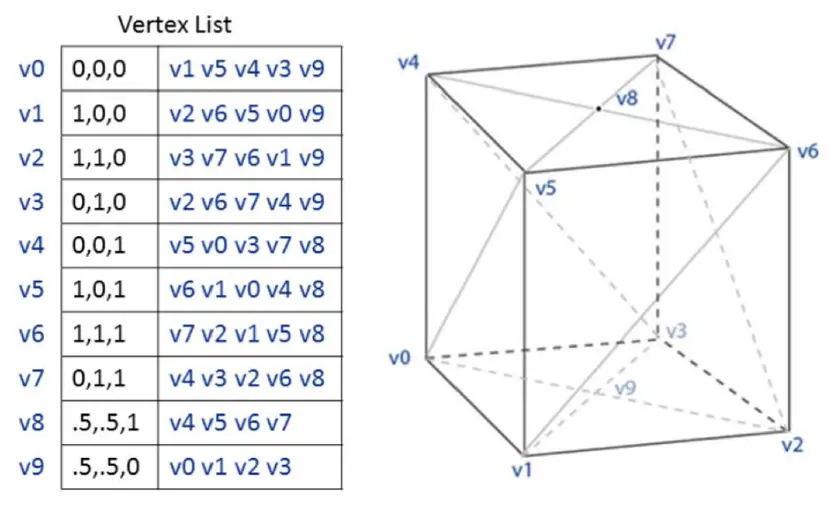 Vertex List
v0 0,0,0 v1 v5 v4 v3 v9
v1 1,0,0 v2 v6 v5 v0 v9
v2 1,1,0 v3 v7 v6 v1 v9
v3 0,1,0 v2 v6 v7 v4 v9
v4 0,0,1 v5 v0 v3 v7 v8
v5 1,0,1 v6 v1 v0 v4 v8
v6 1,1,1 v7 v2 v1 v5 v8
v7 0,1,1 v4 v3 v2 v6 v8
v8 .5,.5,1 v4 v5 v6 v7
v9 .5,.5,0 v0 v1 v2 v3
v7
v4
v8
v6
v5
v3
v0
v9
v2
v1